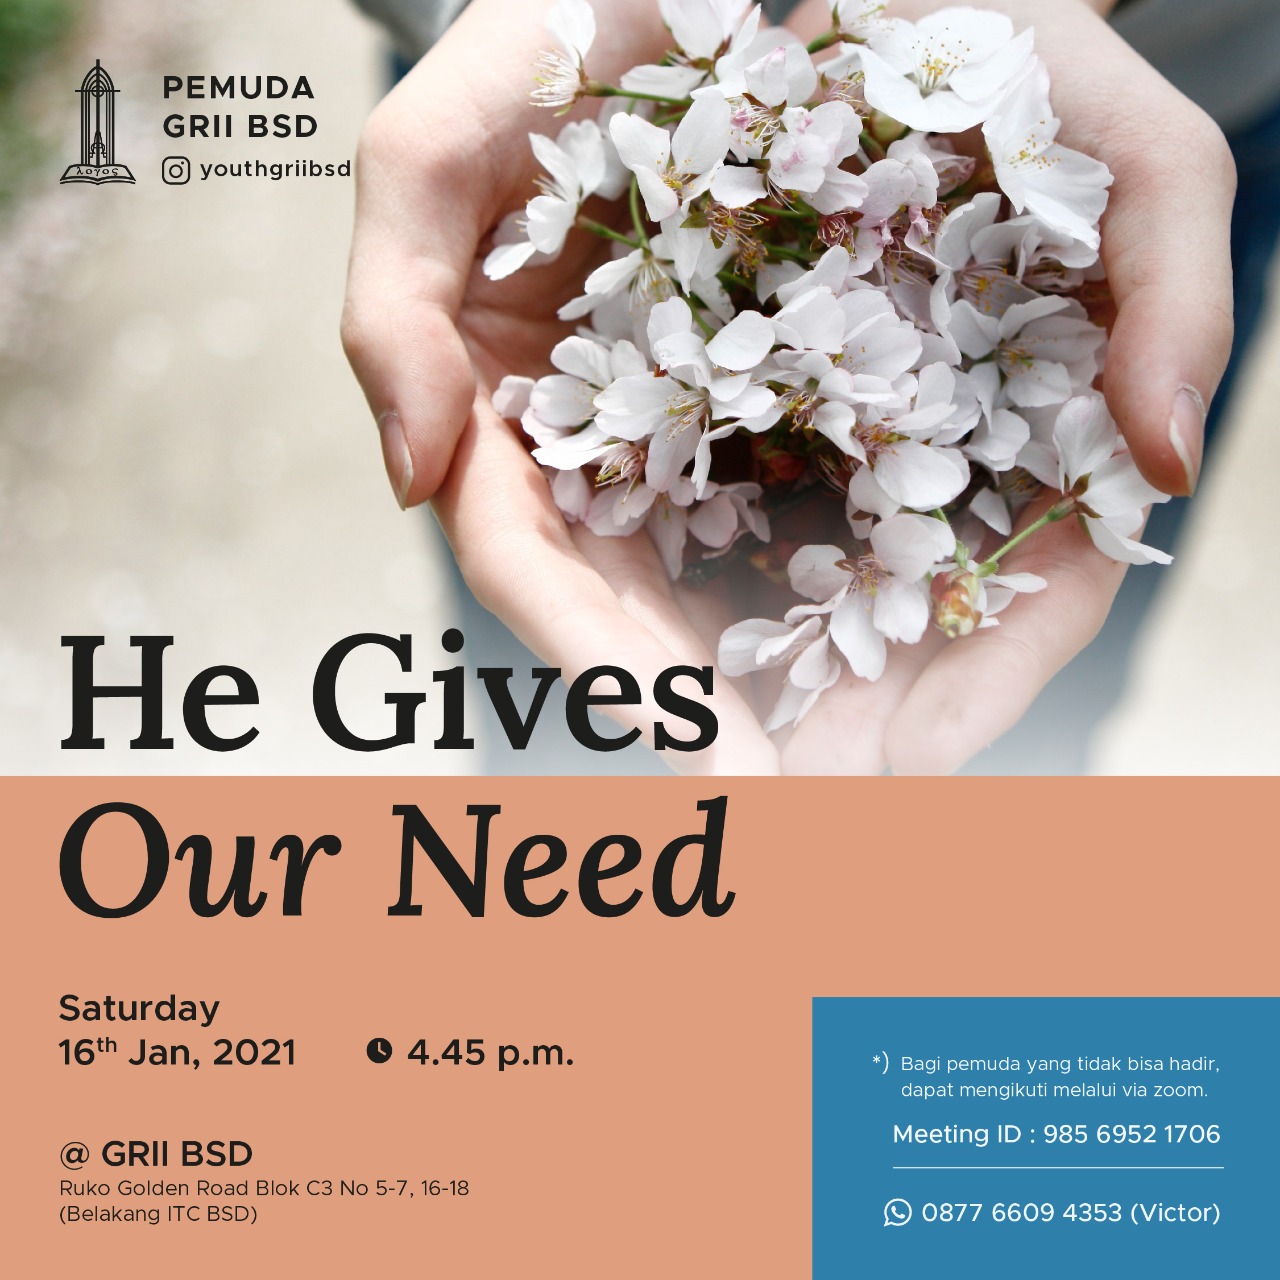 PEMUDA
GRII BSD
youthgriibsd
λογος
He Gives
Our Need
Saturday
16th Jan, 2021
4.45 p.m.
@ GRII BSD
Ruko Golden Road Blok C3 No 5-7, 16-18
(Belakang ITC BSD)
*) Bagi pemuda yang tidak bisa hadir,
dapat mengikuti melalui via zoom.
Meeting ID : 985 6952 1706
0877 6609 4353 (Victor)